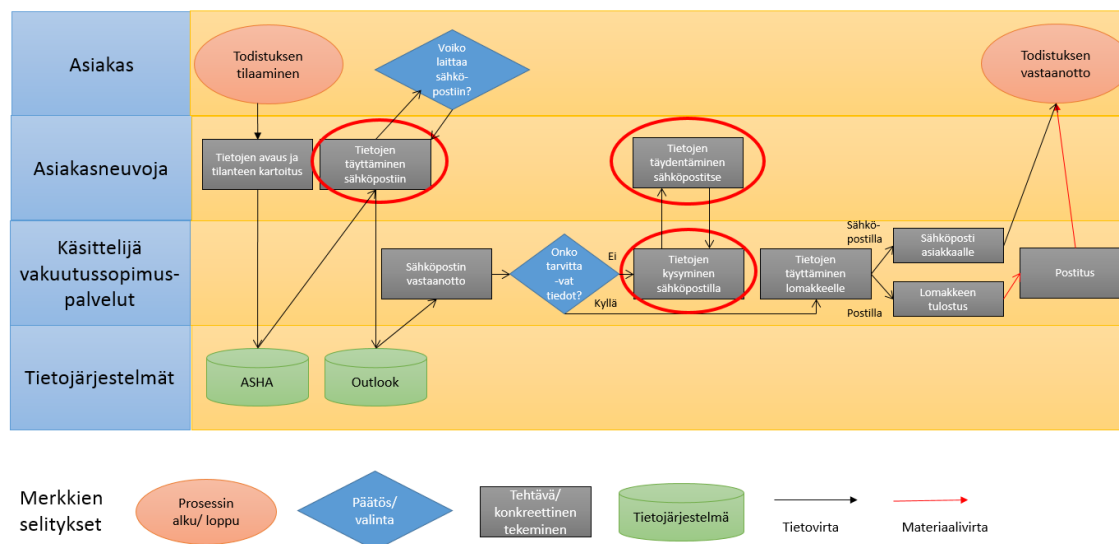 Asiakas
Todistuksen
tilaaminen
Voiko
laittaa
sähkö-
postiin?
Todistuksen
vastaanotto
Asiakasneuvoja
Tietojen avaus ja
tilanteen kartoitus
Tietojen
täyttäminen
sähköpostiin
Tietojen
täydentäminen
sähköpostitse
Käsittelijä
vakuutussopimus-
palvelut
Sähköpostin
vastaanotto
Onko
tarvitta
-vat
tiedot?
Ei
Kyllä
Tietojen
kysyminen
sähköpostilla
Tietojen
täyttäminen
lomakkeelle
Sähkö-
postilla
Postilla
Sähköposti
asiakkaalle
Lomakkeen
tulostus
Postitus
Tietojärjestelmät
ASHA
Outlook
Merkkien
selitykset
Prosessin
alku/ loppu
Päätös/
valinta
Tehtävä/
konkreettinen
tekeminen
Tietojärjestelmä
Tietovirta
Materiaalivirta